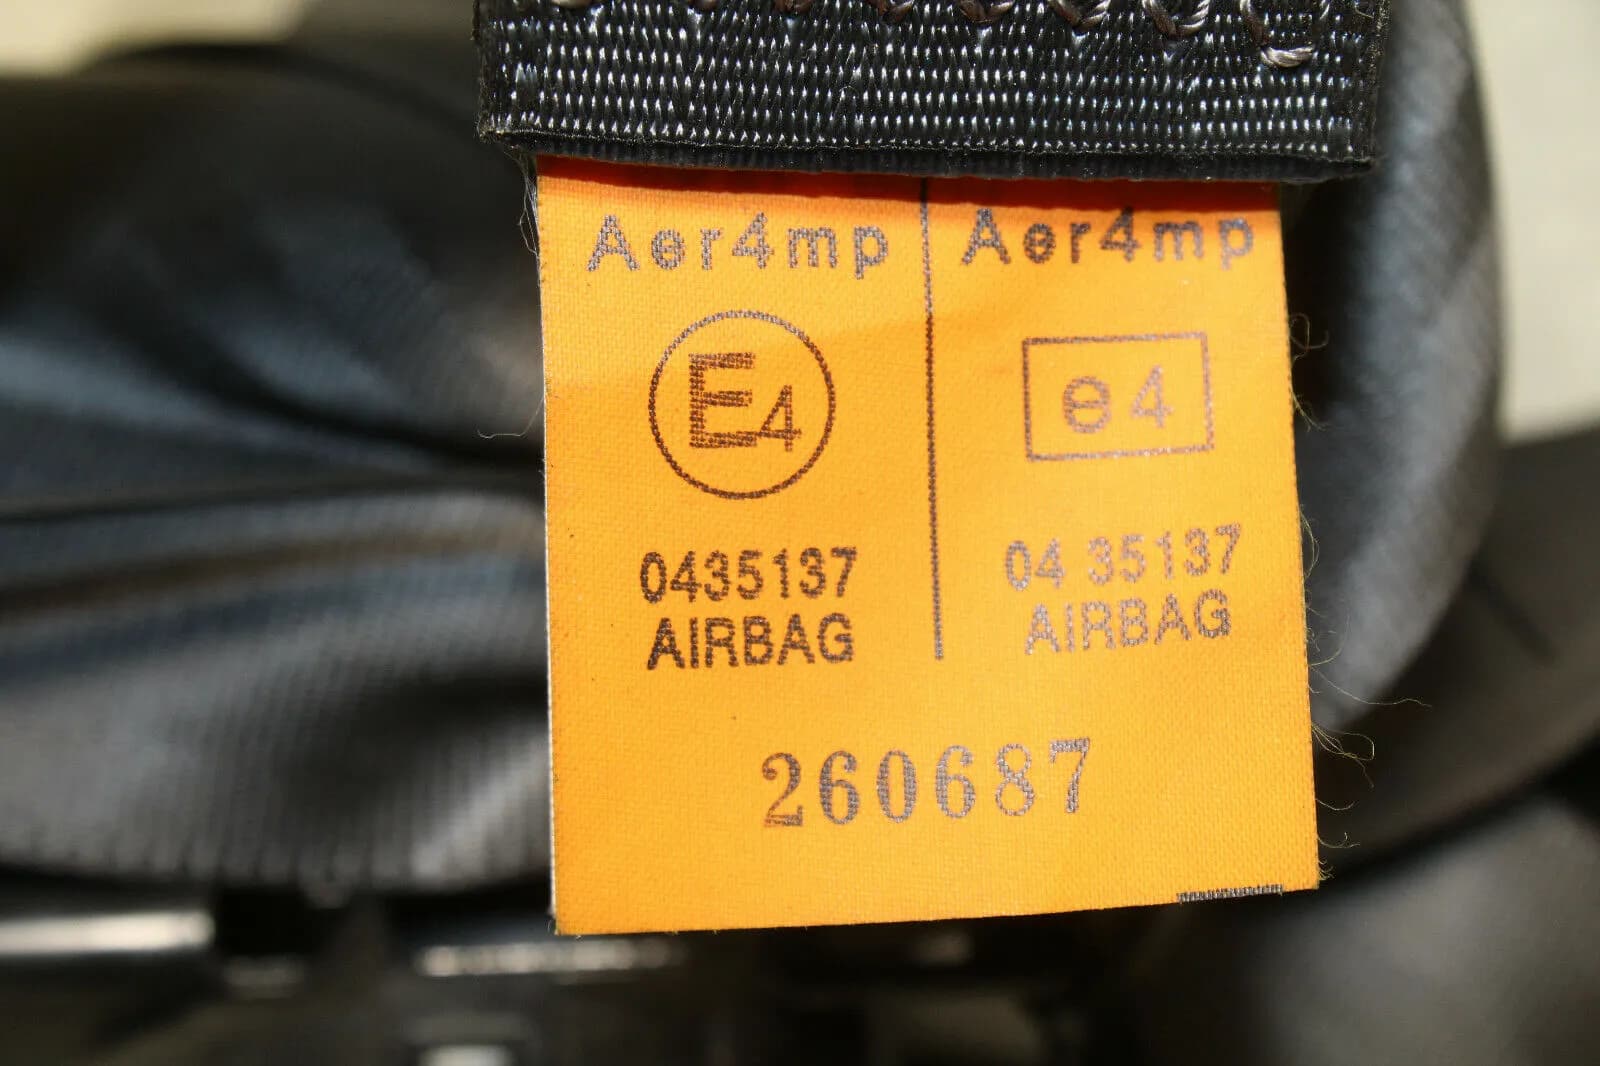 Aer4mp Aer4mp
E4 e4
0435137 04 35137
AIRBAG AIRBAG
260687